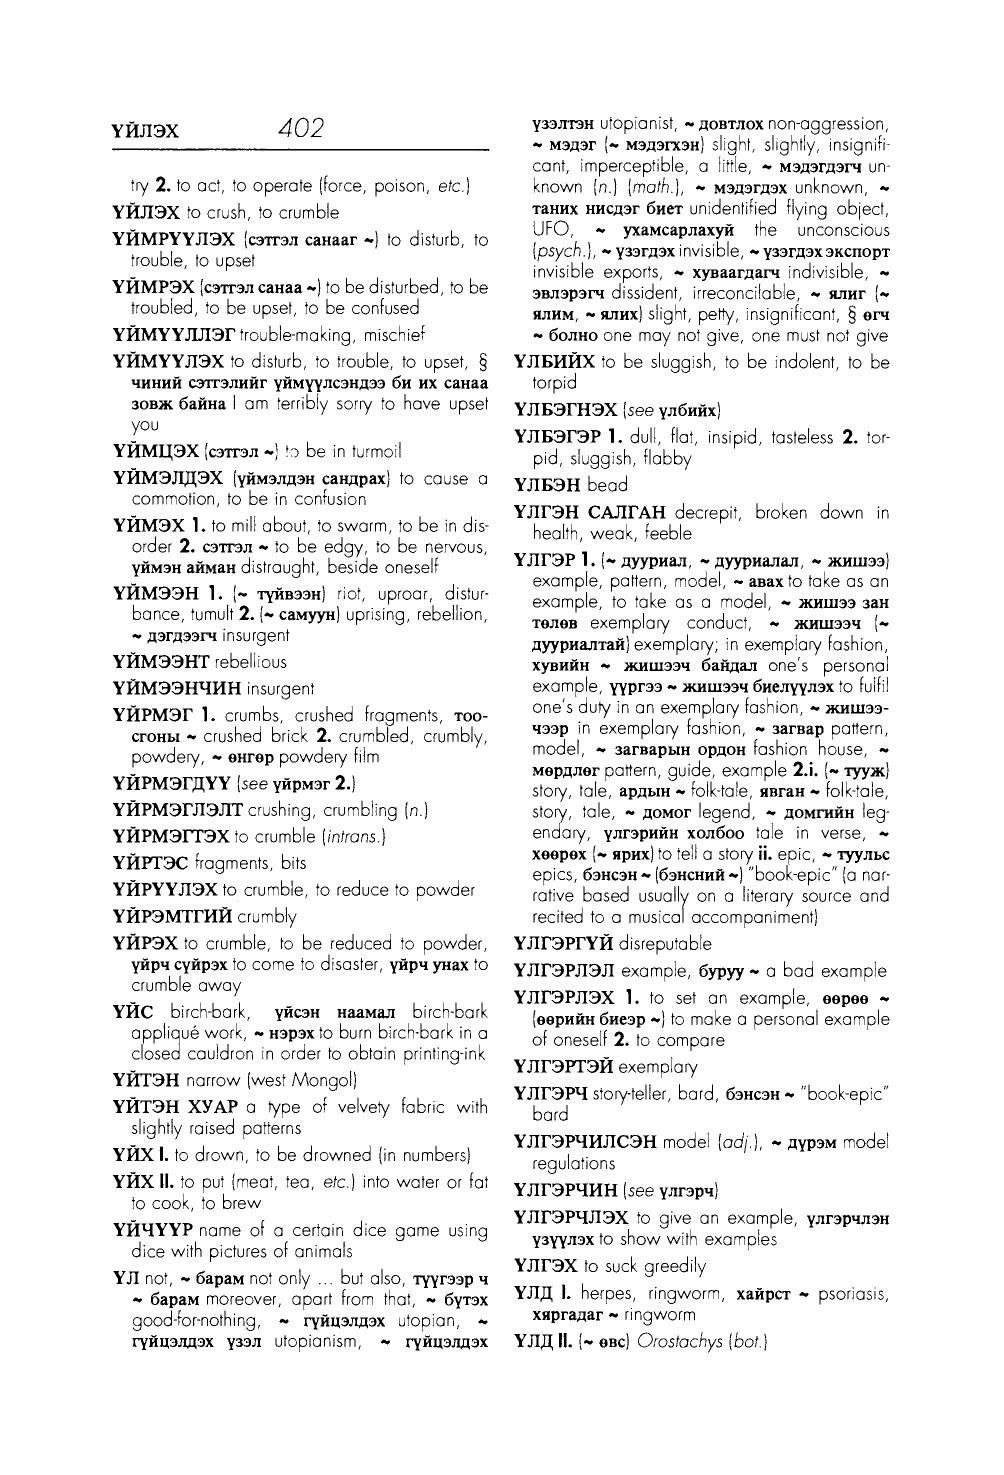 ҮЙЛЭХ 402
try 2. to act, to operate (force, poison, etc.)
ҮЙЛЭХ to crush, to crumble
ҮЙМРҮҮЛЭХ (сэтгэл санааг ~) to disturb, to
trouble, to upset
ҮЙМРЭХ (сэтгэл санаа ~) to be disturbed, to be
troubled, to be upset, to be confused
ҮЙМҮҮЛЛЭГ trouble-making, mischief
ҮЙМҮҮЛЭХ to disturb, to trouble, to upset, §
чиний сэтгэлийг үймүүлсэндээ би их санаа
зовж байна I am terribly sorry to have upset
you
ҮЙМЦЭХ (сэтгэл ~) to be in turmoil
ҮЙМЭЛДЭХ (үймэлдэн сандрах) to cause a
commotion, to be in confusion
ҮЙМЭХ 1. to mill about, to swarm, to be in dis-
order 2. сэтгэл ~ to be edgy, to be nervous,
үймэн айман distraught, beside oneself
ҮЙМЭЭН 1. (~ түйвээн) riot, uproar, distur-
bance, tumult 2. (~ самуун) uprising, rebellion,
~ дэгдээгч insurgent
ҮЙМЭЭНТ rebellious
ҮЙМЭЭНЧИН insurgent
ҮЙРМЭГ 1. crumbs, crushed fragments, тоо-
сгоны ~ crushed brick 2. crumbled, crumbly,
powdery, ~ өнгөр powdery film
ҮЙРМЭГДҮҮ (see үйрмэг 2.)
ҮЙРМЭГЛЭЛТ crushing, crumbling (n.)
ҮЙРМЭГТЭХ to crumble (intrans.)
ҮЙРТЭС fragments, bits
ҮЙРҮҮЛЭХ to crumble, to reduce to powder
ҮЙРЭМТГИЙ crumbly
ҮЙРЭХ to crumble, to be reduced to powder,
үйрч сүйрэх to come to disaster, үйрч унах to
crumble away
ҮЙС birch-bark, үйсэн наамал birch-bark
appliqué work, ~ нэрэх to burn birch-bark in a
closed cauldron in order to obtain printing-ink
ҮЙТЭН narrow (west Mongol)
ҮЙТЭН ХУАР a type of velvety fabric with
slightly raised patterns
ҮЙХ I. to drown, to be drowned (in numbers)
ҮЙХ II. to put (meat, tea, etc.) into water or fat
to cook, to brew
ҮЙЧҮҮР name of a certain dice game using
dice with pictures of animals
ҮЛ not, ~ барам not only ... but also, түүгээр ч
~ барам moreover, apart from that, ~ бүтэх
good-for-nothing, ~ гүйцэлдэх utopian, ~
гүйцэлдэх үзэл utopianism, ~ гүйцэлдэх
үзэлтэн utopianist, ~ довтлох non-aggression,
~ мэдэг (~ мэдэгхэн) slight, slightly, insignifi-
cant, imperceptible, a little, ~ мэдэгдэгч un-
known (n.) (math.), ~ мэдэгдэх unknown, ~
таних нисдэг биет unidentified flying object,
UFO, ~ ухамсарлахуй the unconscious
(psych.), ~ үзэгдэх invisible, ~ үзэгдэх экспорт
invisible exports, ~ хуваагдагч indivisible, ~
эвлэрэгч dissident, irreconcilable, ~ ялиг (~
ялим, ~ ялих) slight, petty, insignificant, § өгч
~ болно one may not give, one must not give
ҮЛБИЙХ to be sluggish, to be indolent, to be
torpid
ҮЛБЭГНЭХ (see үлбийх)
ҮЛБЭГЭР 1. dull, flat, insipid, tasteless 2. tor-
pid, sluggish, flabby
ҮЛБЭН bead
ҮЛГЭН САЛГАН decrepit, broken down in
health, weak, feeble
ҮЛГЭР 1. (~ дууриал, ~ дууриалал, ~ жишээ)
example, pattern, model, ~ авах to take as an
example, to take as a model, ~ жишээ зан
төлөв exemplary conduct, ~ жишээч (~
дууриалтай) exemplary; in exemplary fashion,
хувийн ~ жишээч байдал one's personal
example, үүргээ ~ жишээч биелүүлэх to fulfil
one's duty in an exemplary fashion, ~ жишээ-
чээр in exemplary fashion, ~ загвар pattern,
model, ~ загварын ордон fashion house, ~
мөрдлөг pattern, guide, example 2.i. (~ тууж)
story, tale, ардын ~ folk-tale, явган ~ folk-tale,
story, tale, ~ домог legend, ~ домгийн leg-
endary, үлгэрийн холбоо tale in verse, ~
хөөрөх (~ ярих) to tell a story ii. epic, ~ туульс
epics, бэнсэн ~ (бэнсний ~) "book-epic" (a nar-
rative based usually on a literary source and
recited to a musical accompaniment)
ҮЛГЭРГҮЙ disreputable
ҮЛГЭРЛЭЛ example, буруу ~ a bad example
ҮЛГЭРЛЭХ 1. to set an example, өөрөө ~
(өөрийн биеэр ~) to make a personal example
of oneself 2. to compare
ҮЛГЭРТЭЙ exemplary
ҮЛГЭРЧ story-teller, bard, бэнсэн ~ "book-epic"
bard
ҮЛГЭРЧИЛСЭН model (adj.), ~ дүрэм model
regulations
ҮЛГЭРЧИН (see үлгэрч)
ҮЛГЭРЧЛЭХ to give an example, үлгэрчлэн
үзүүлэх to show with examples
ҮЛГЭХ to suck greedily
ҮЛД I. herpes, ringworm, хайрст ~ psoriasis,
хяргадаг ~ ringworm
ҮЛД II. (~ өвс) Orostachys (bot.)